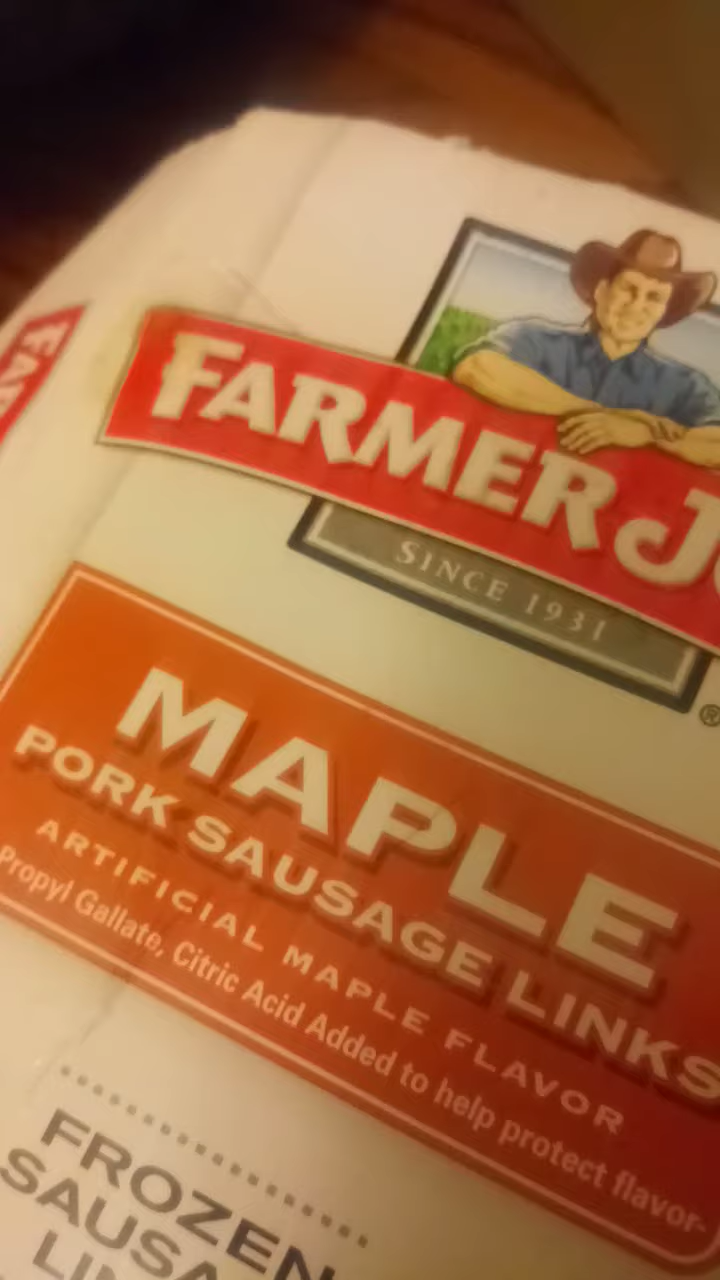 FARMER
SINCE 1931
®
MAPLE
PORK SAUSAGE LINKS
ARTIFICIAL MAPLE FLAVOR
Propyl Gallate, Citric Acid Added to help protect flavor-
FROZEN